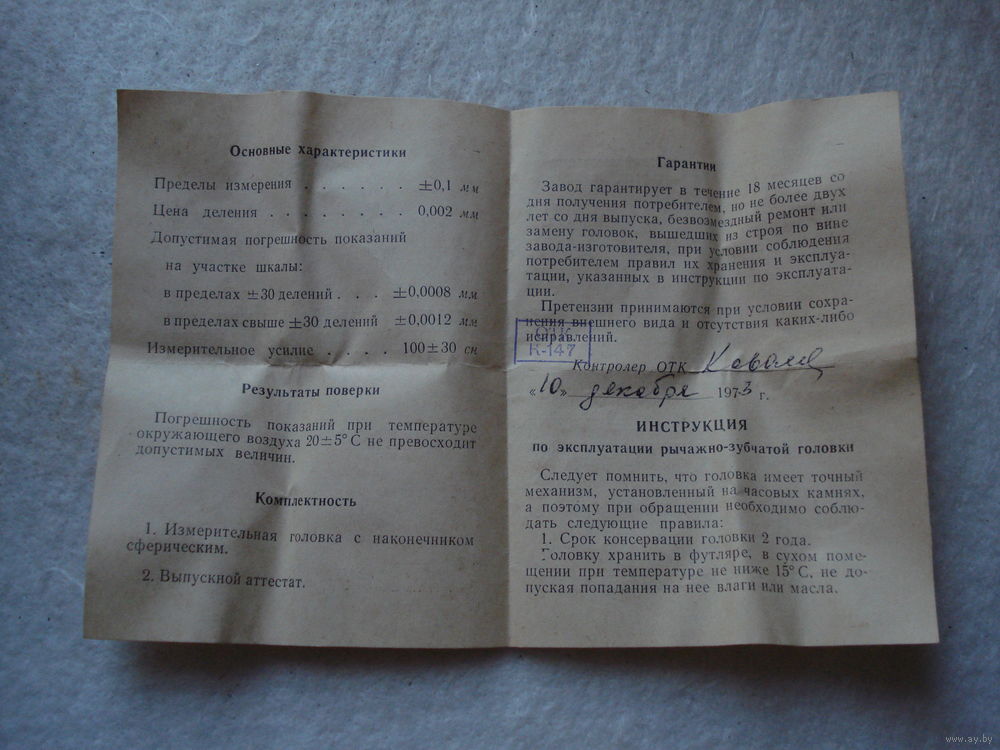 Основные характеристики
Пределы измерения . . . . . . ±0,1 мм
Цена деления . . . . . . . . 0,002 мм
Допустимая погрешность показаний
на участке шкалы:
в пределах ±30 делений . . . ±0,0008 мм
в пределах свыше ±30 делений ±0,0012 мм
Измерительное усилие . . . . 100±30 сн
Результаты поверки
Погрешность показаний при температуре
окружающего воздуха 20±5° С не превосходит
допустимых величин.
Комплектность
1. Измерительная головка с наконечником
сферическим.
2. Выпускной аттестат.
Гарантии
Завод гарантирует в течение 18 месяцев со
дня получения потребителем, но не более двух
лет со дня выпуска, безвозмездный ремонт или
замену головок, вышедших из строя по вине
завода-изготовителя, при условии соблюдения
потребителем правил их хранения и эксплуа-
тации, указанных в инструкции по эксплуата-
ции.
Претензии принимаются при условии сохра-
нения внешнего вида и отсутствия каких-либо
исправлений.
ОТК
К-147
Контролер ОТК
«10» декабря 1973 г.
ИНСТРУКЦИЯ
по эксплуатации рычажно-зубчатой головки
Следует помнить, что головка имеет точный
механизм, установленный на часовых камнях,
а поэтому при обращении необходимо соблю-
дать следующие правила:
1. Срок консервации головки 2 года.
Головку хранить в футляре, в сухом поме-
щении при температуре не ниже 15° С, не до-
пуская попадания на нее влаги или масла.
www.ay.by